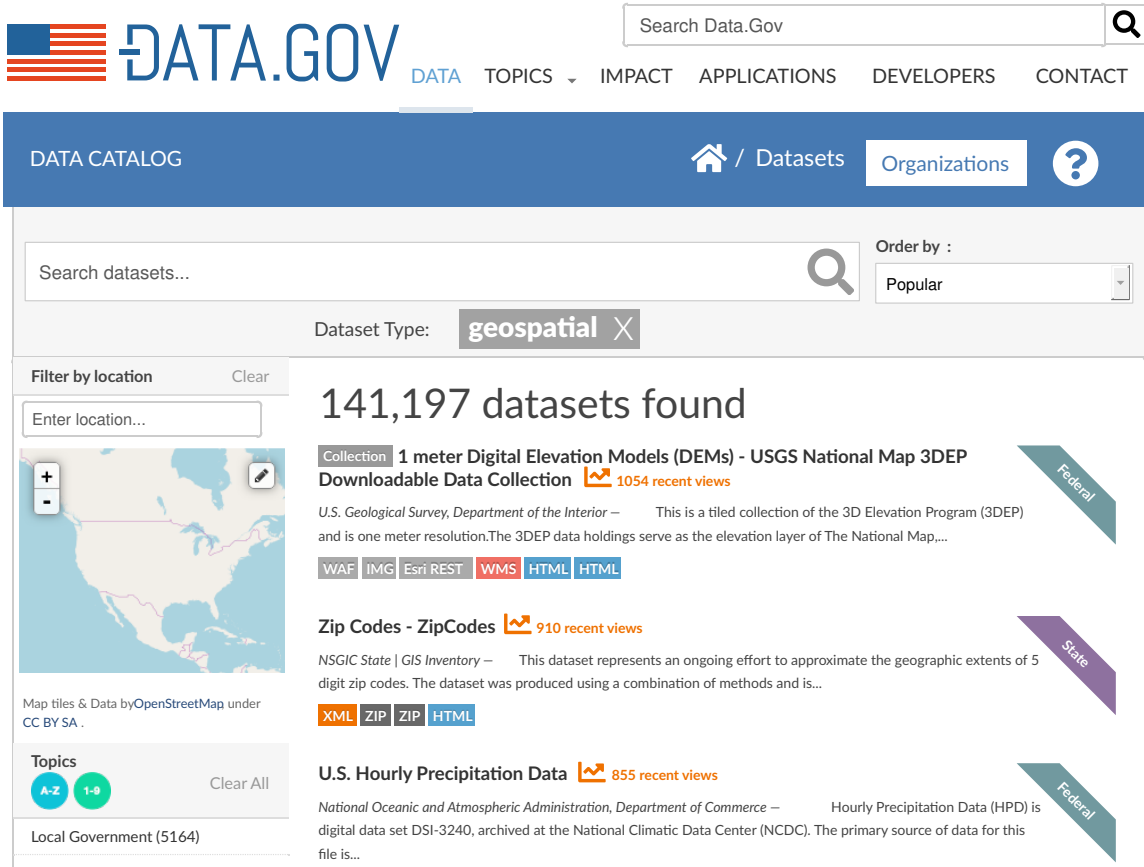 DATA.GOV
Search Data.Gov
DATA TOPICS IMPACT APPLICATIONS DEVELOPERS CONTACT
DATA CATALOG
/ Datasets Organizations ?
Search datasets...
Order by :
Popular
Dataset Type: geospatial X
Filter by location Clear
Enter location...
+
-
Map tiles & Data byOpenStreetMap under
CC BY SA .
Topics
A-Z 1-9
Clear All
Local Government (5164)
141,197 datasets found
Collection 1 meter Digital Elevation Models (DEMs) - USGS National Map 3DEP
Downloadable Data Collection 1054 recent views
Federal
U.S. Geological Survey, Department of the Interior — This is a tiled collection of the 3D Elevation Program (3DEP)
and is one meter resolution.The 3DEP data holdings serve as the elevation layer of The National Map,...
WAF IMG Esri REST WMS HTML HTML
Zip Codes - ZipCodes 910 recent views
State
NSGIC State | GIS Inventory — This dataset represents an ongoing effort to approximate the geographic extents of 5
digit zip codes. The dataset was produced using a combination of methods and is...
XML ZIP ZIP HTML
U.S. Hourly Precipitation Data 855 recent views
Federal
National Oceanic and Atmospheric Administration, Department of Commerce — Hourly Precipitation Data (HPD) is
digital data set DSI-3240, archived at the National Climatic Data Center (NCDC). The primary source of data for this
file is...